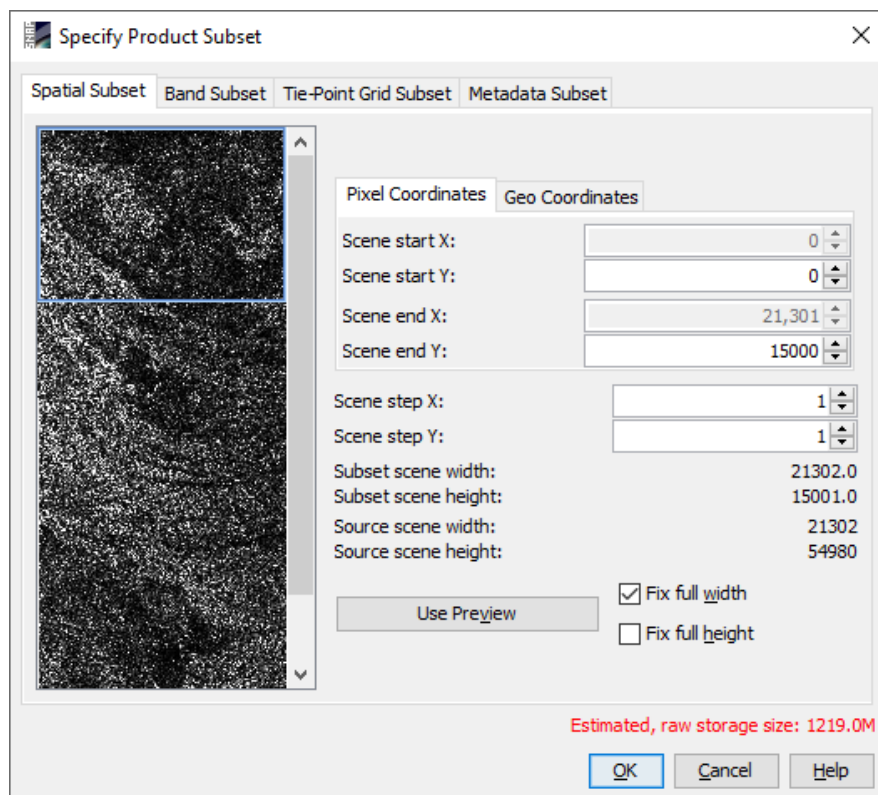 SNAP
Specify Product Subset
Spatial Subset Band Subset Tie-Point Grid Subset Metadata Subset
Pixel Coordinates Geo Coordinates
Scene start X: 0
Scene start Y: 0
Scene end X: 21,301
Scene end Y: 15000
Scene step X: 1
Scene step Y: 1
Subset scene width: 21302.0
Subset scene height: 15001.0
Source scene width: 21302
Source scene height: 54980
Use Preview
Fix full width
Fix full height
Estimated, raw storage size: 1219.0M
OK Cancel Help